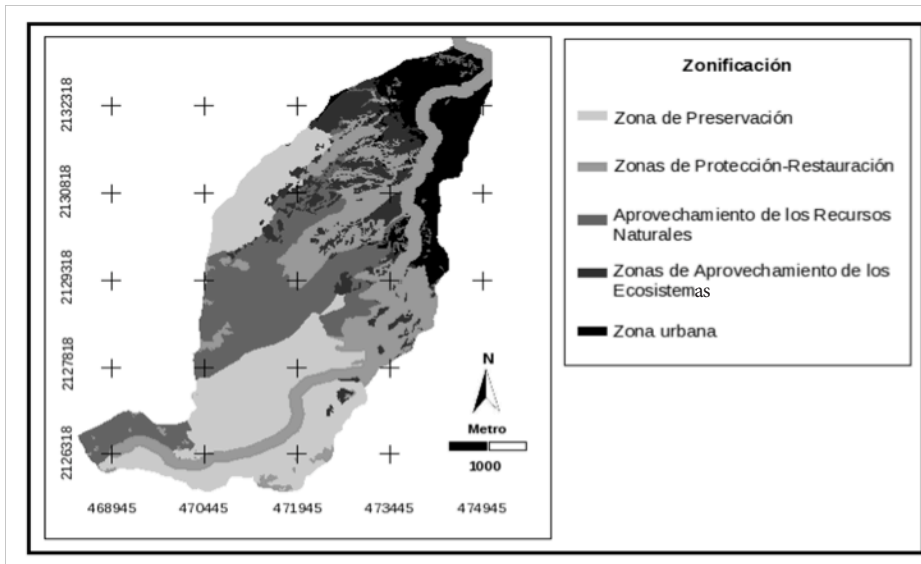 Zonificación
Zona de Preservación
Zonas de Protección-Restauración
Aprovechamiento de los Recursos
Naturales
Zonas de Aprovechamiento de los
Ecosistemas
Zona urbana
2132318
2130818
2129318
2127818
2126318
N
Metro
1000
468945 470445 471945 473445 474945